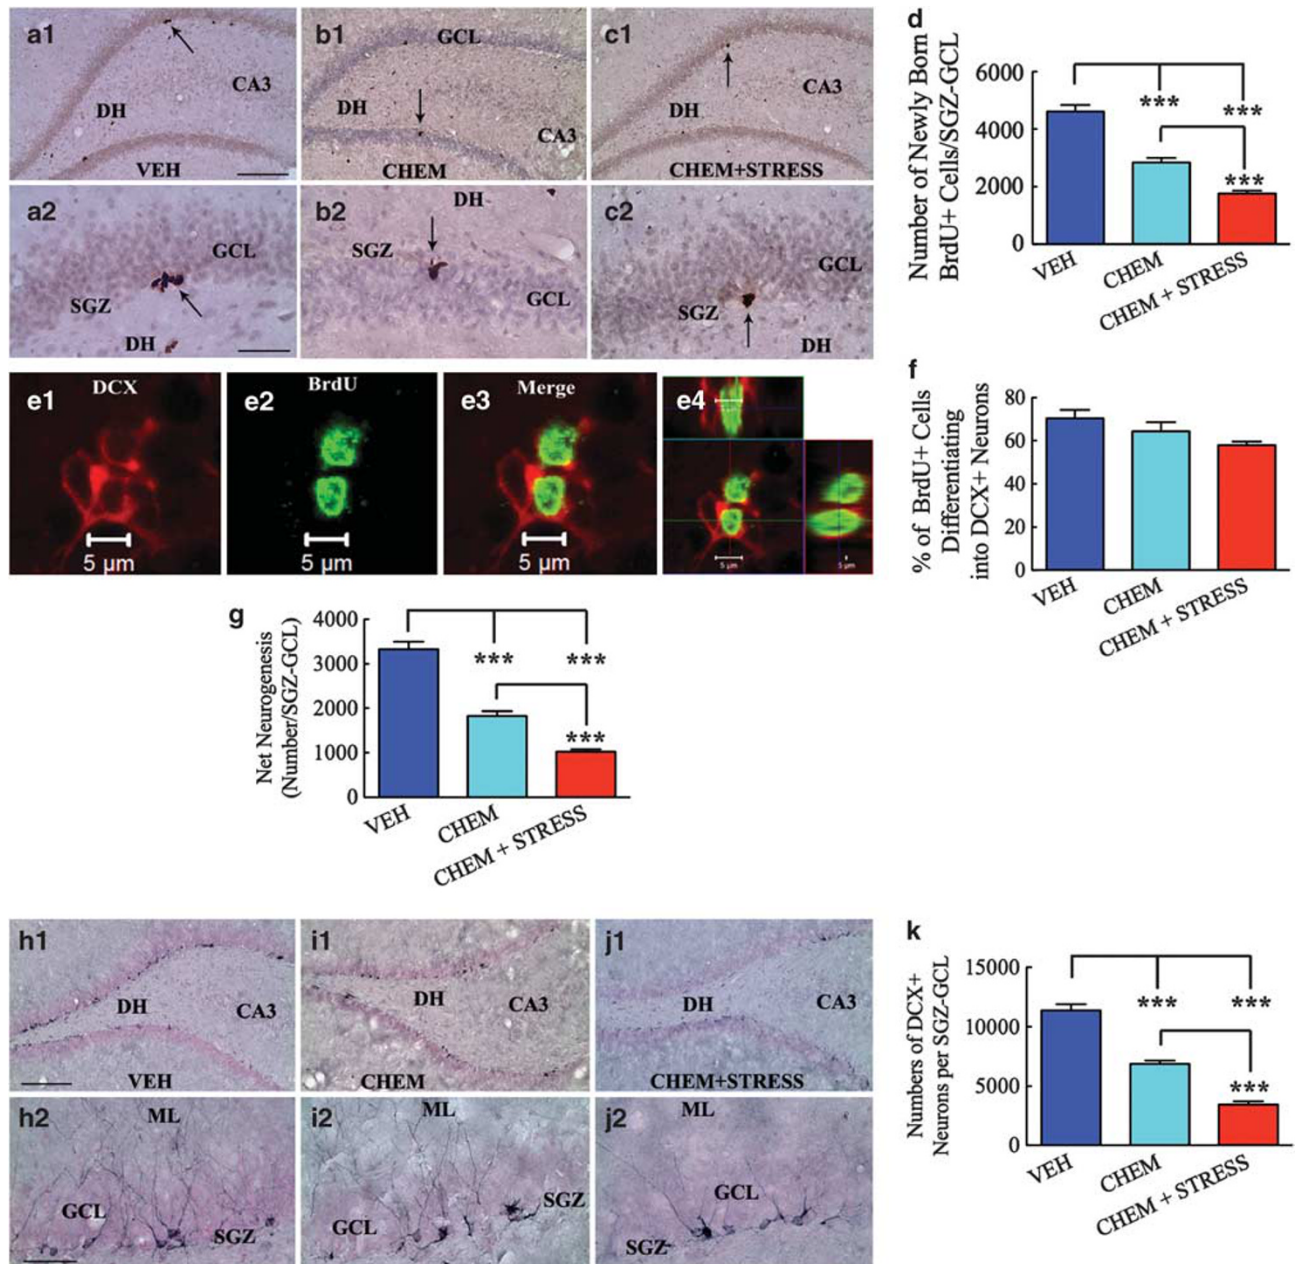 a1
CA3
DH
VEH
b1
GCL
DH
CA3
CHEM
c1
CA3
DH
CHEM+STRESS
a2
GCL
SGZ
DH
b2
DH
SGZ
GCL
c2
GCL
SGZ
DH
d
Number of Newly Born
BrdU+ Cells/SGZ-GCL
6000
4000
2000
0
***
***
***
VEH
CHEM
CHEM + STRESS
e1
DCX
5 μm
e2
BrdU
5 μm
e3
Merge
5 μm
e4
5 μm
5 μm
f
% of BrdU+ Cells
Differentiating
into DCX+ Neurons
80
60
40
20
0
VEH
CHEM
CHEM + STRESS
g
Net Neurogenesis
(Number/SGZ-GCL)
4000
3000
2000
1000
0
***
***
***
VEH
CHEM
CHEM + STRESS
h1
DH
CA3
VEH
i1
DH
CA3
CHEM
j1
DH
CA3
CHEM+STRESS
h2
ML
GCL
SGZ
i2
ML
SGZ
GCL
j2
ML
GCL
SGZ
k
Numbers of DCX+
Neurons per SGZ-GCL
15000
10000
5000
0
***
***
***
VEH
CHEM
CHEM + STRESS